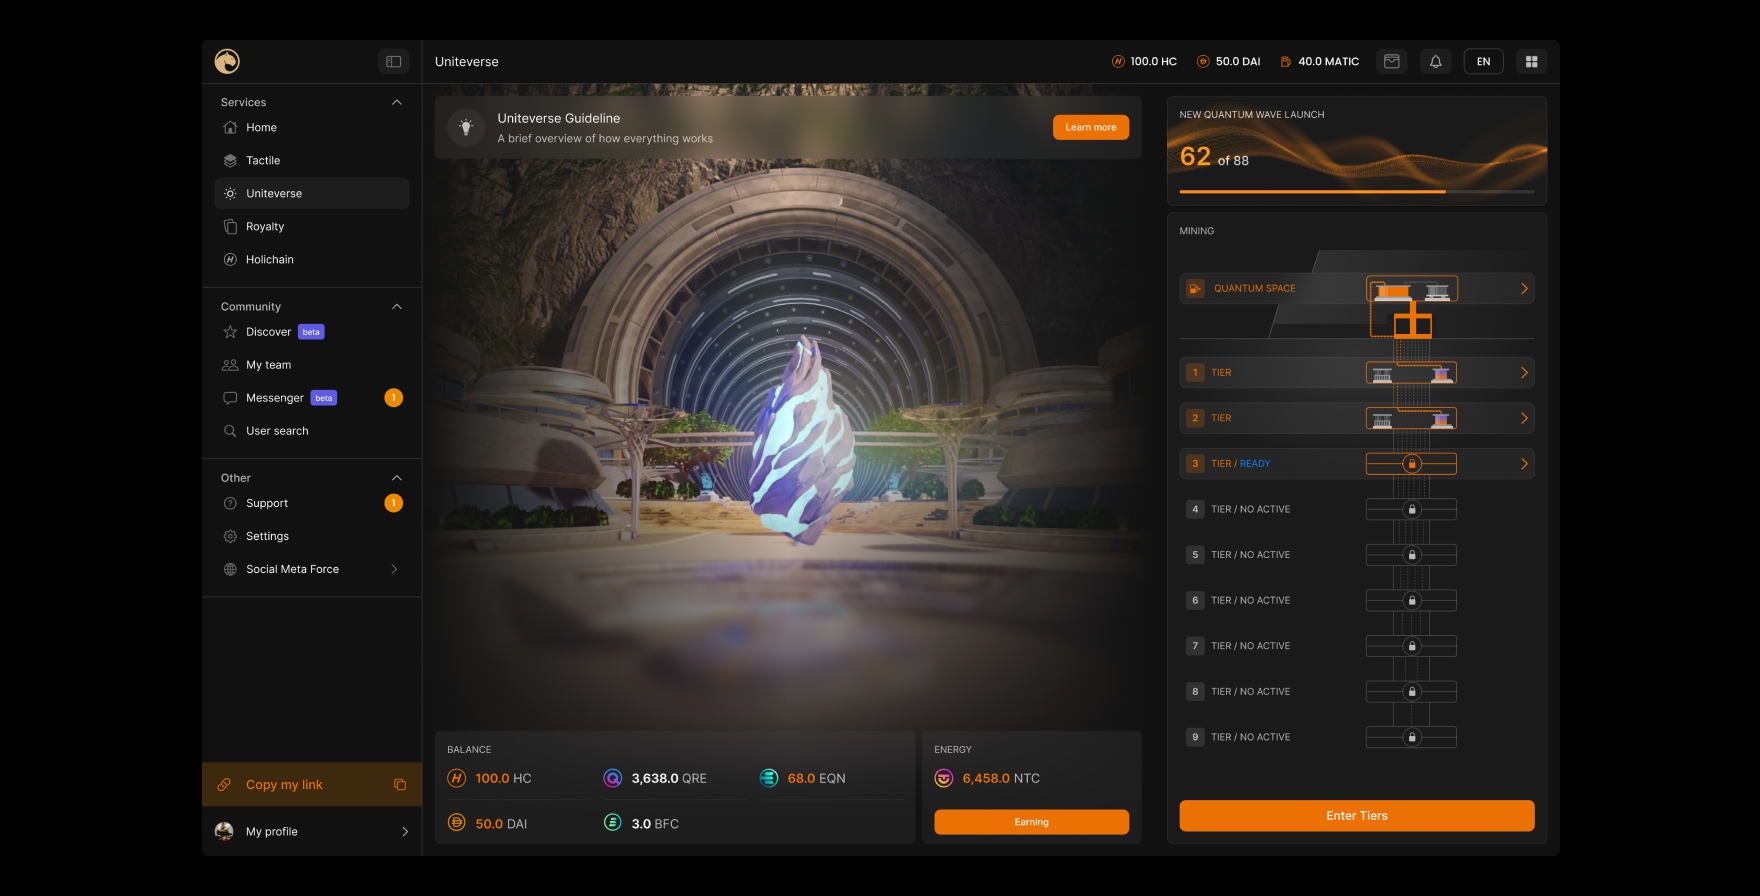 Uniteverse
100.0 HC
50.0 DAI
40.0 MATIC
EN
Services
Home
Tactile
Uniteverse
Royalty
Holichain
Community
Discover beta
My team
Messenger beta 1
User search
Other
Support 1
Settings
Social Meta Force
Copy my link
My profile
Uniteverse Guideline
A brief overview of how everything works
Learn more
BALANCE
100.0 HC
3,638.0 QRE
68.0 EQN
50.0 DAI
3.0 BFC
ENERGY
6,458.0 NTC
Earning
NEW QUANTUM WAVE LAUNCH
62 of 88
MINING
QUANTUM SPACE
1 TIER
2 TIER
3 TIER / READY
4 TIER / NO ACTIVE
5 TIER / NO ACTIVE
6 TIER / NO ACTIVE
7 TIER / NO ACTIVE
8 TIER / NO ACTIVE
9 TIER / NO ACTIVE
Enter Tiers